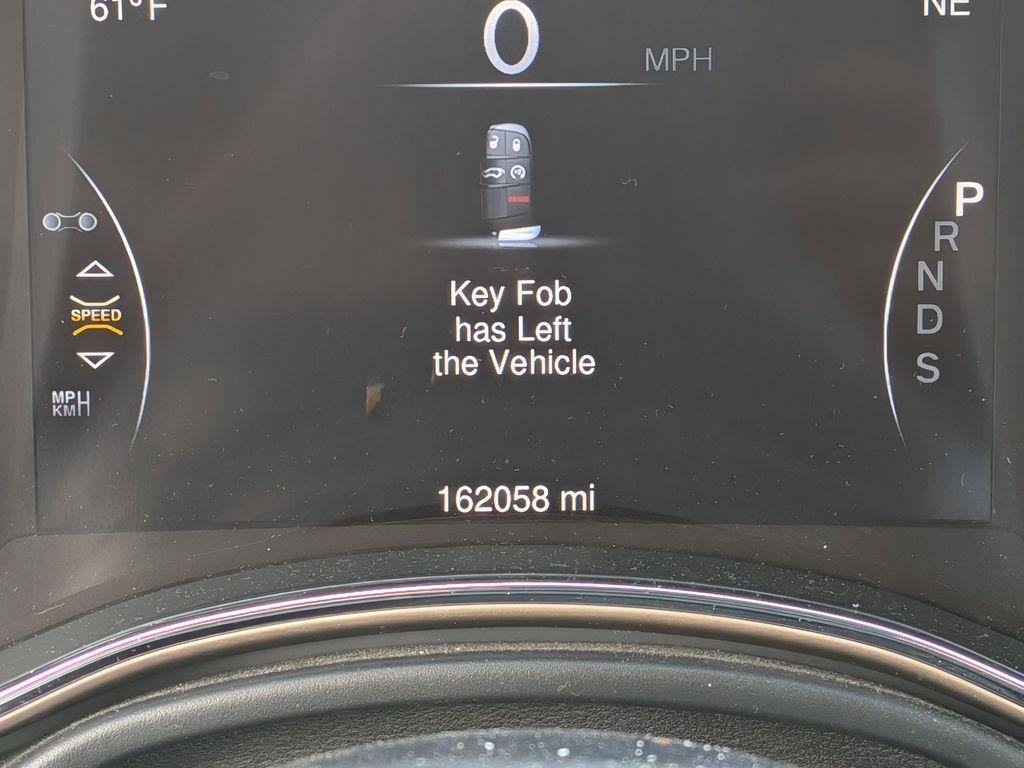 61°F
NE
0
MPH
P
R
N
D
S
SPEED
MPH
KM
Key Fob
has Left
the Vehicle
162058 mi